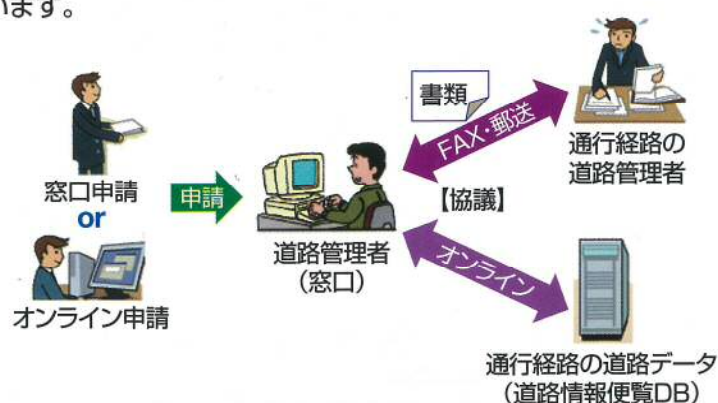 います。
書類
FAX・郵送
通行経路の
道路管理者
窓口申請
or
オンライン申請
申請
【協議】
道路管理者
（窓口）
オンライン
通行経路の道路データ
（道路情報便覧DB）